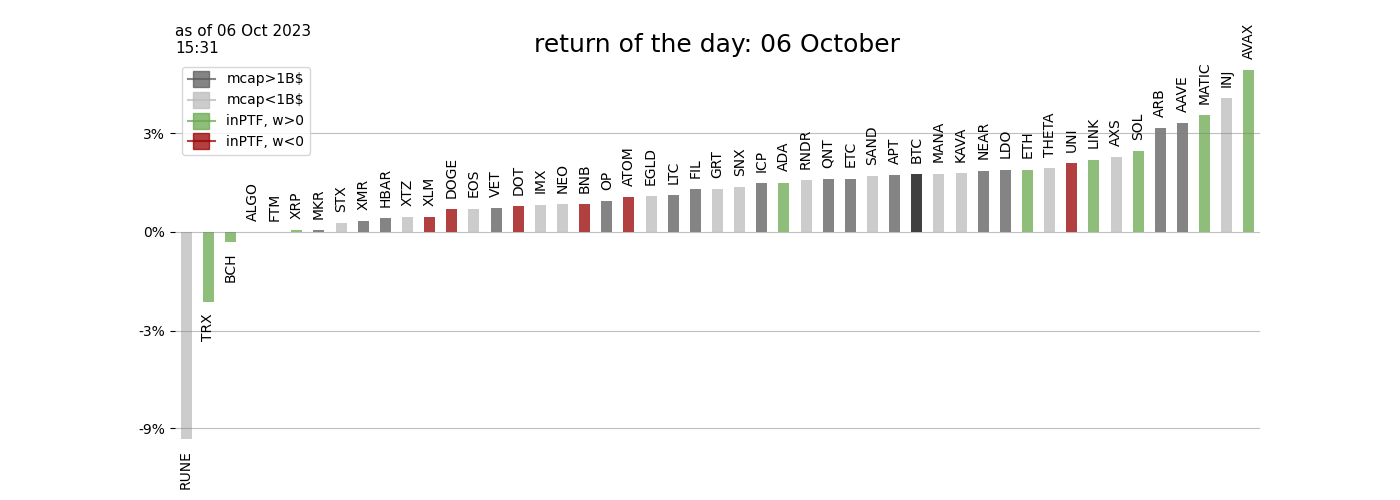 as of 06 Oct 2023
15:31
return of the day: 06 October
mcap>1B$
mcap<1B$
inPTF, w>0
inPTF, w<0
3%
0%
-3%
-9%
RUNE
TRX
BCH
ALGO
FTM
XRP
MKR
STX
XMR
HBAR
XTZ
XLM
DOGE
EOS
VET
DOT
IMX
NEO
BNB
OP
ATOM
EGLD
LTC
FIL
GRT
SNX
ICP
ADA
RNDR
QNT
ETC
SAND
APT
BTC
MANA
KAVA
NEAR
LDO
ETH
THETA
UNI
LINK
AXS
SOL
ARB
AAVE
MATIC
INJ
AVAX